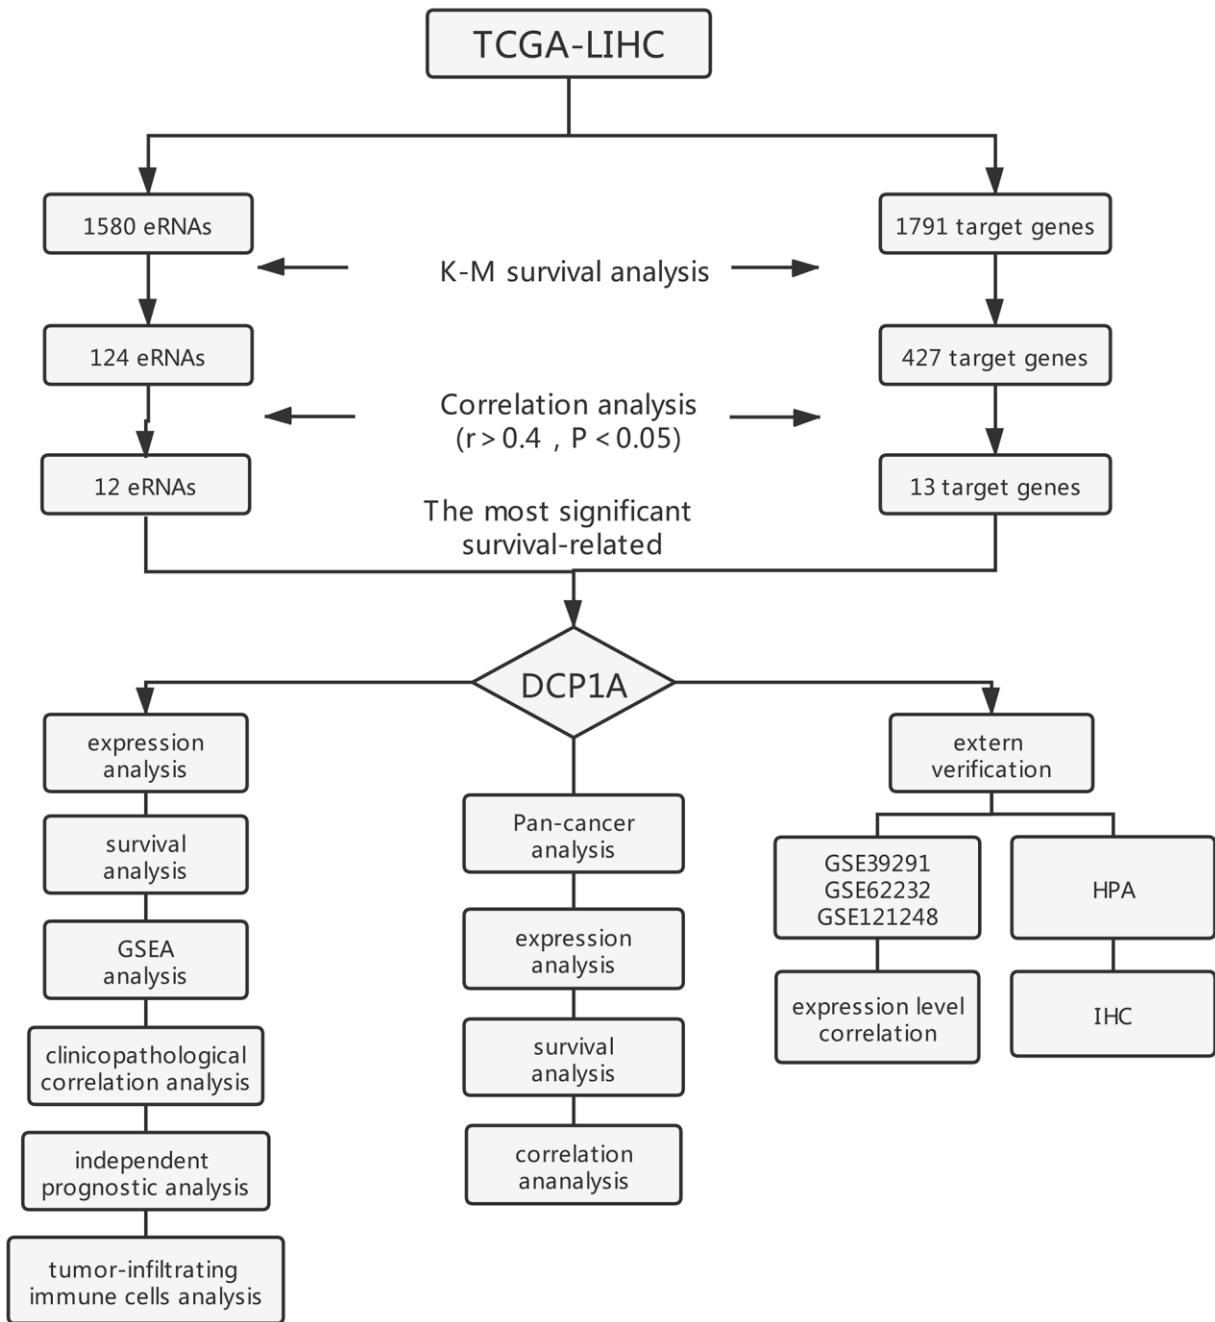 TCGA-LIHC
1580 eRNAs
1791 target genes
K-M survival analysis
124 eRNAs
427 target genes
Correlation analysis
(r > 0.4 , P < 0.05)
12 eRNAs
13 target genes
The most significant
survival-related
DCP1A
expression
analysis
survival
analysis
GSEA
analysis
clinicopathological
correlation analysis
independent
prognostic analysis
tumor-infiltrating
immune cells analysis
Pan-cancer
analysis
expression
analysis
survival
analysis
correlation
ananalysis
extern
verification
GSE39291
GSE62232
GSE121248
expression level
correlation
HPA
IHC